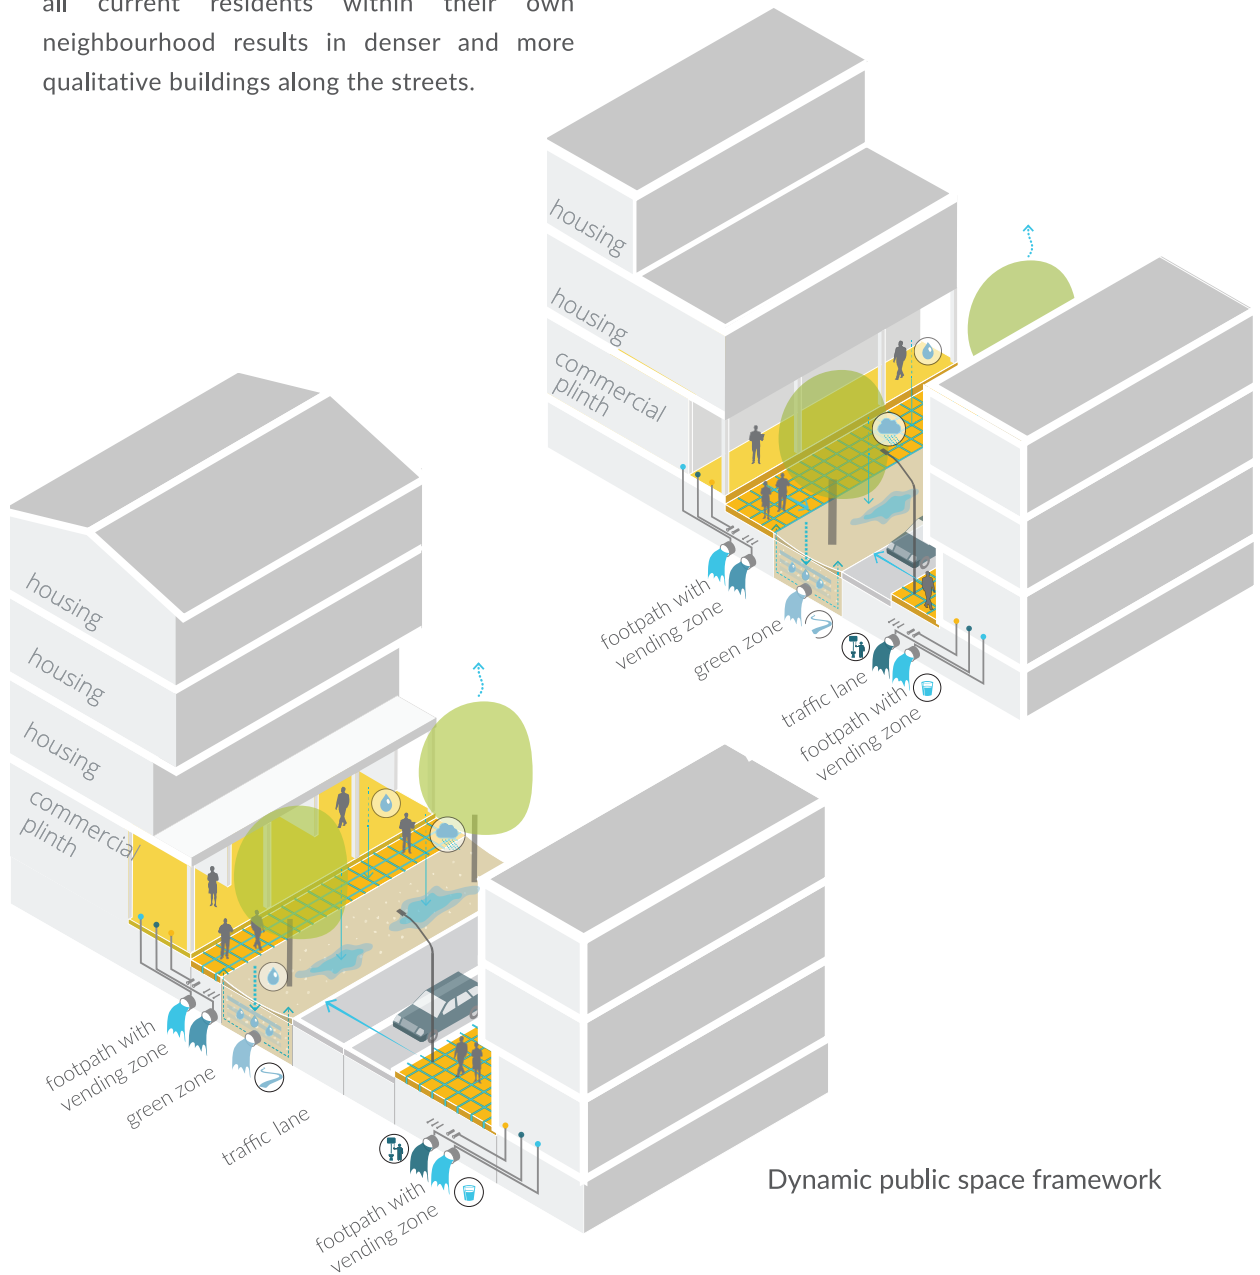 all current residents within their own
neighbourhood results in denser and more
qualitative buildings along the streets.
housing
housing
commercial
plinth
footpath with
vending zone
green zone
traffic lane
footpath with
vending zone
housing
housing
housing
commercial
plinth
footpath with
vending zone
green zone
traffic lane
footpath with
vending zone
Dynamic public space framework